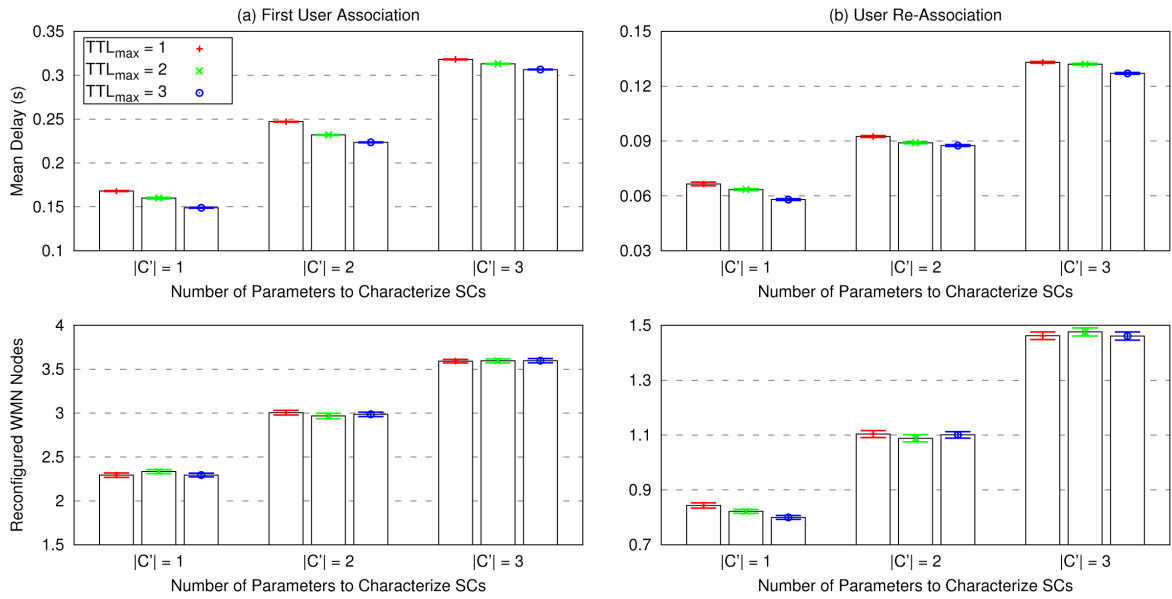 (a) First User Association
Mean Delay (s)
0.35
0.3
0.25
0.2
0.15
0.1
TTLmax = 1
TTLmax = 2
TTLmax = 3
|C'| = 1 |C'| = 2 |C'| = 3
Number of Parameters to Characterize SCs
(b) User Re-Association
0.15
0.12
0.09
0.06
0.03
|C'| = 1 |C'| = 2 |C'| = 3
Number of Parameters to Characterize SCs
Reconfigured WMN Nodes
4
3.5
3
2.5
2
1.5
|C'| = 1 |C'| = 2 |C'| = 3
Number of Parameters to Characterize SCs
1.5
1.3
1.1
0.9
0.7
|C'| = 1 |C'| = 2 |C'| = 3
Number of Parameters to Characterize SCs